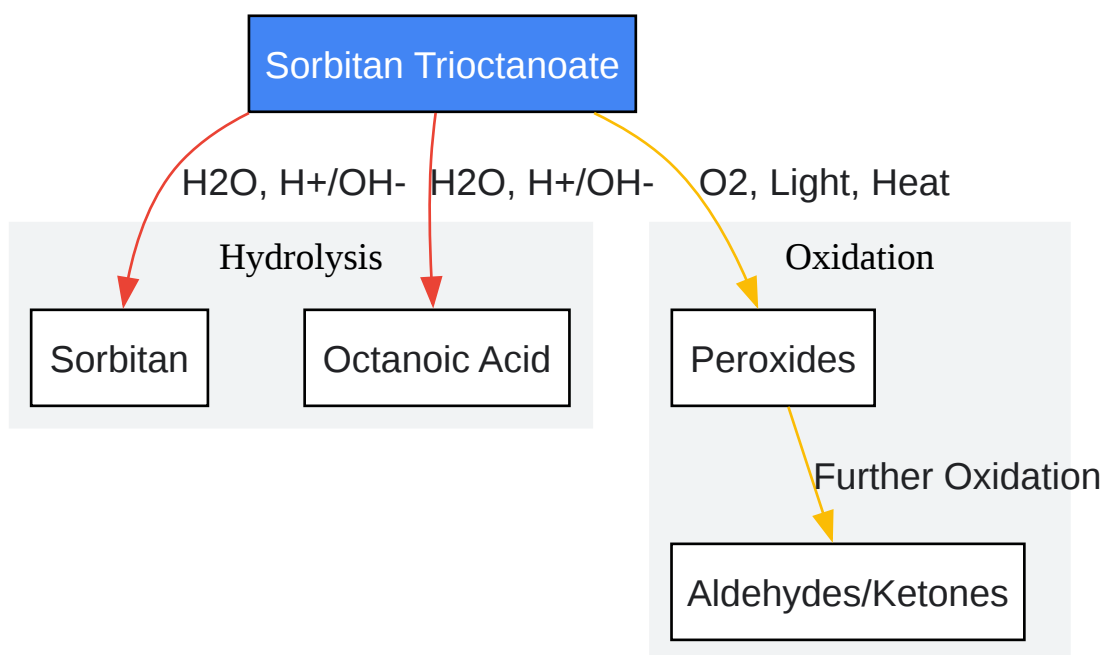 Sorbitan Trioctanoate
H2O, H+/OH-
H2O, H+/OH-
O2, Light, Heat
Hydrolysis
Oxidation
Sorbitan
Octanoic Acid
Peroxides
Further Oxidation
Aldehydes/Ketones